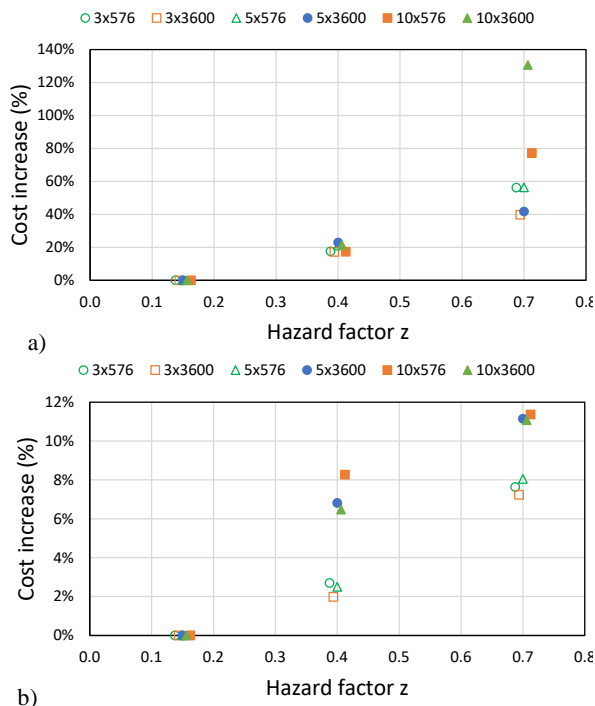 3x576 3x3600 5x576 5x3600 10x576 10x3600
140%
120%
100%
80%
60%
40%
20%
0%
Cost increase (%)
0.0 0.1 0.2 0.3 0.4 0.5 0.6 0.7 0.8
Hazard factor z
a)
3x576 3x3600 5x576 5x3600 10x576 10x3600
12%
10%
8%
6%
4%
2%
0%
Cost increase (%)
0.0 0.1 0.2 0.3 0.4 0.5 0.6 0.7 0.8
Hazard factor z
b)